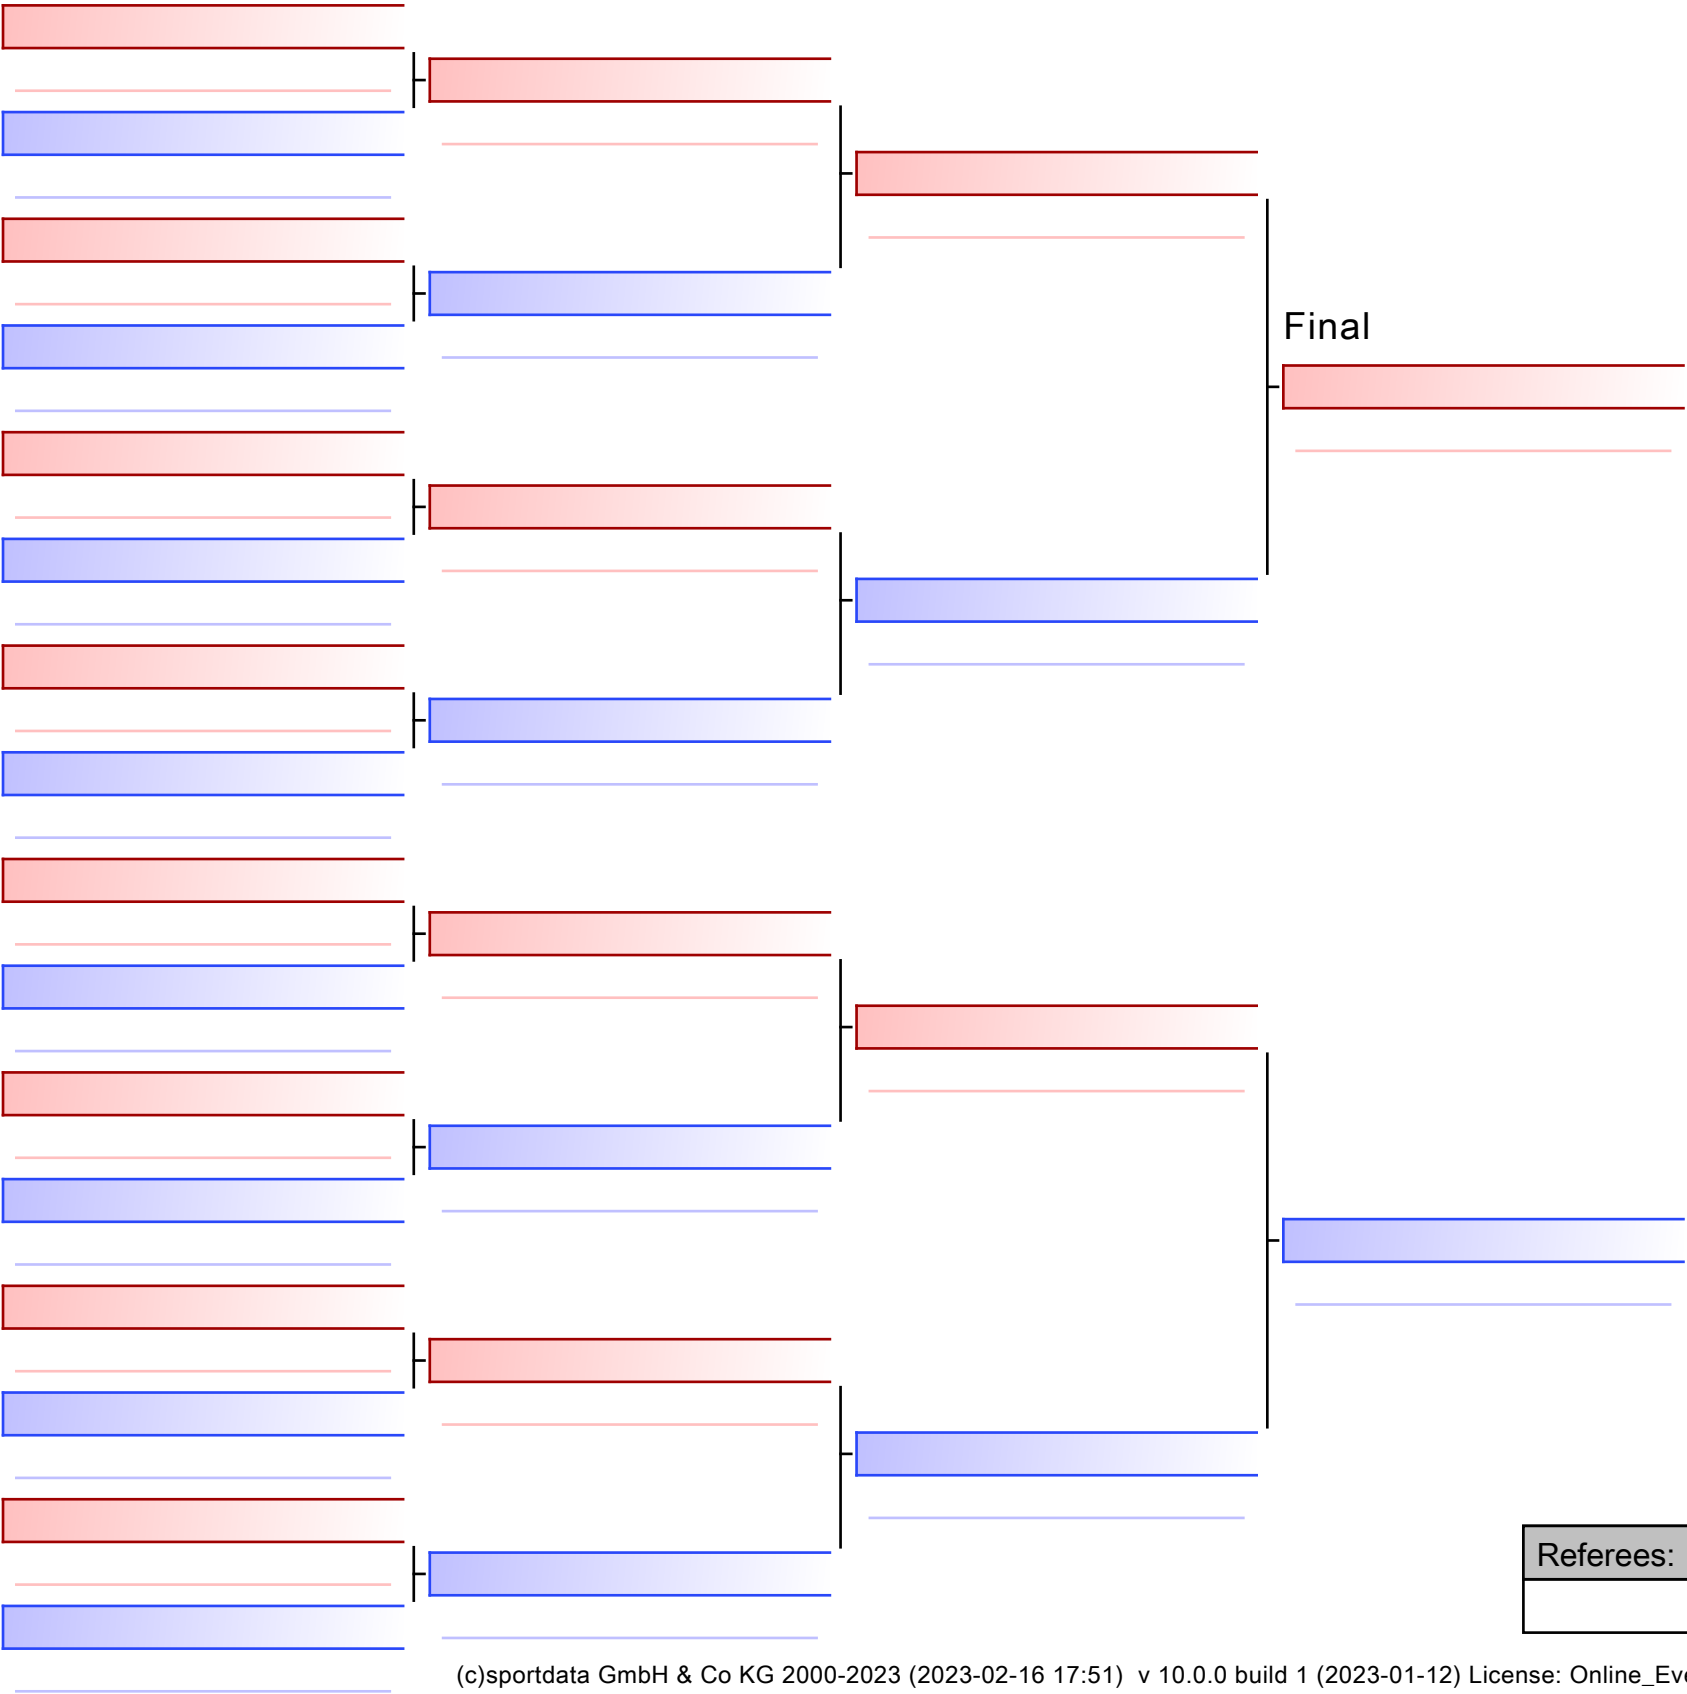 Final
Referees:
(c)sportdata GmbH & Co KG 2000-2023 (2023-02-16 17:51) v 10.0.0 build 1 (2023-01-12) License: Online_Eve